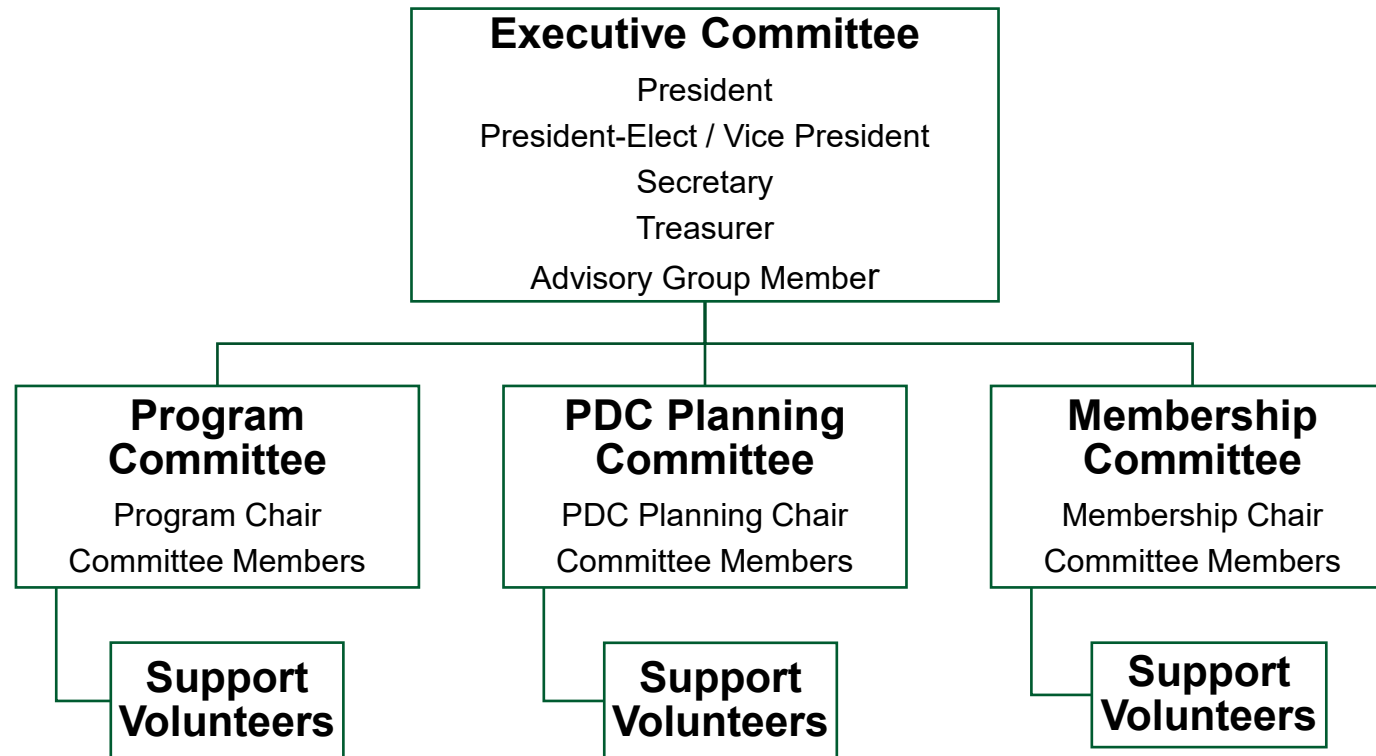 Executive Committee
President
President-Elect / Vice President
Secretary
Treasurer
Advisory Group Member
Program
Committee
Program Chair
Committee Members
PDC Planning
Committee
PDC Planning Chair
Committee Members
Membership
Committee
Membership Chair
Committee Members
Support
Volunteers
Support
Volunteers
Support
Volunteers